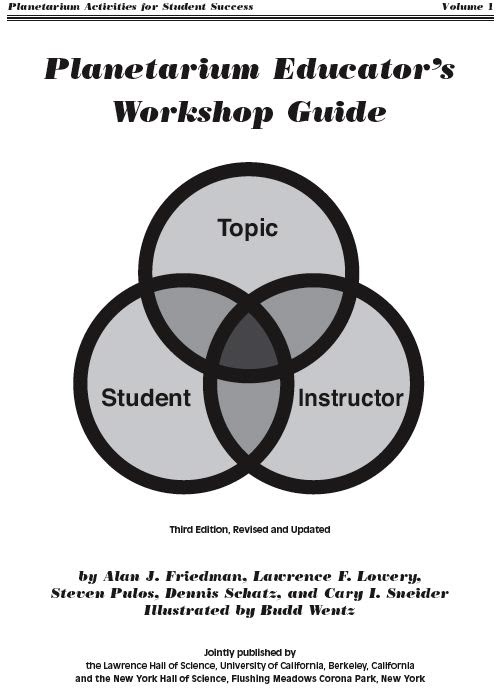 Planetarium Activities for Student Success Volume 1
Planetarium Educator's
Workshop Guide
Topic
Student Instructor
Third Edition, Revised and Updated
by Alan J. Friedman, Lawrence F. Lowery,
Steven Pulos, Dennis Schatz, and Cary I. Sneider
Illustrated by Budd Wentz
Jointly published by
the Lawrence Hall of Science, University of California, Berkeley, California
and the New York Hall of Science, Flushing Meadows Corona Park, New York